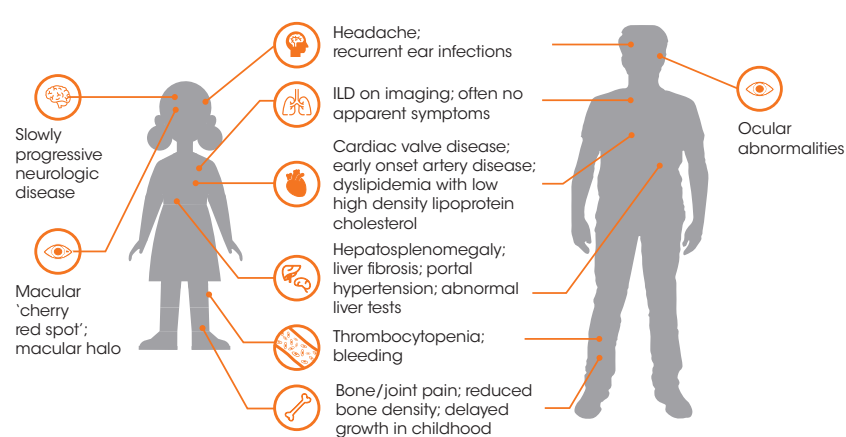 Headache;
recurrent ear infections
ILD on imaging; often no
apparent symptoms
Cardiac valve disease;
early onset artery disease;
dyslipidemia with low
high density lipoprotein
cholesterol
Hepatosplenomegaly;
liver fibrosis; portal
hypertension; abnormal
liver tests
Thrombocytopenia;
bleeding
Bone/joint pain; reduced
bone density; delayed
growth in childhood
Slowly
progressive
neurologic
disease
Macular
‘cherry
red spot’;
macular halo
Ocular
abnormalities